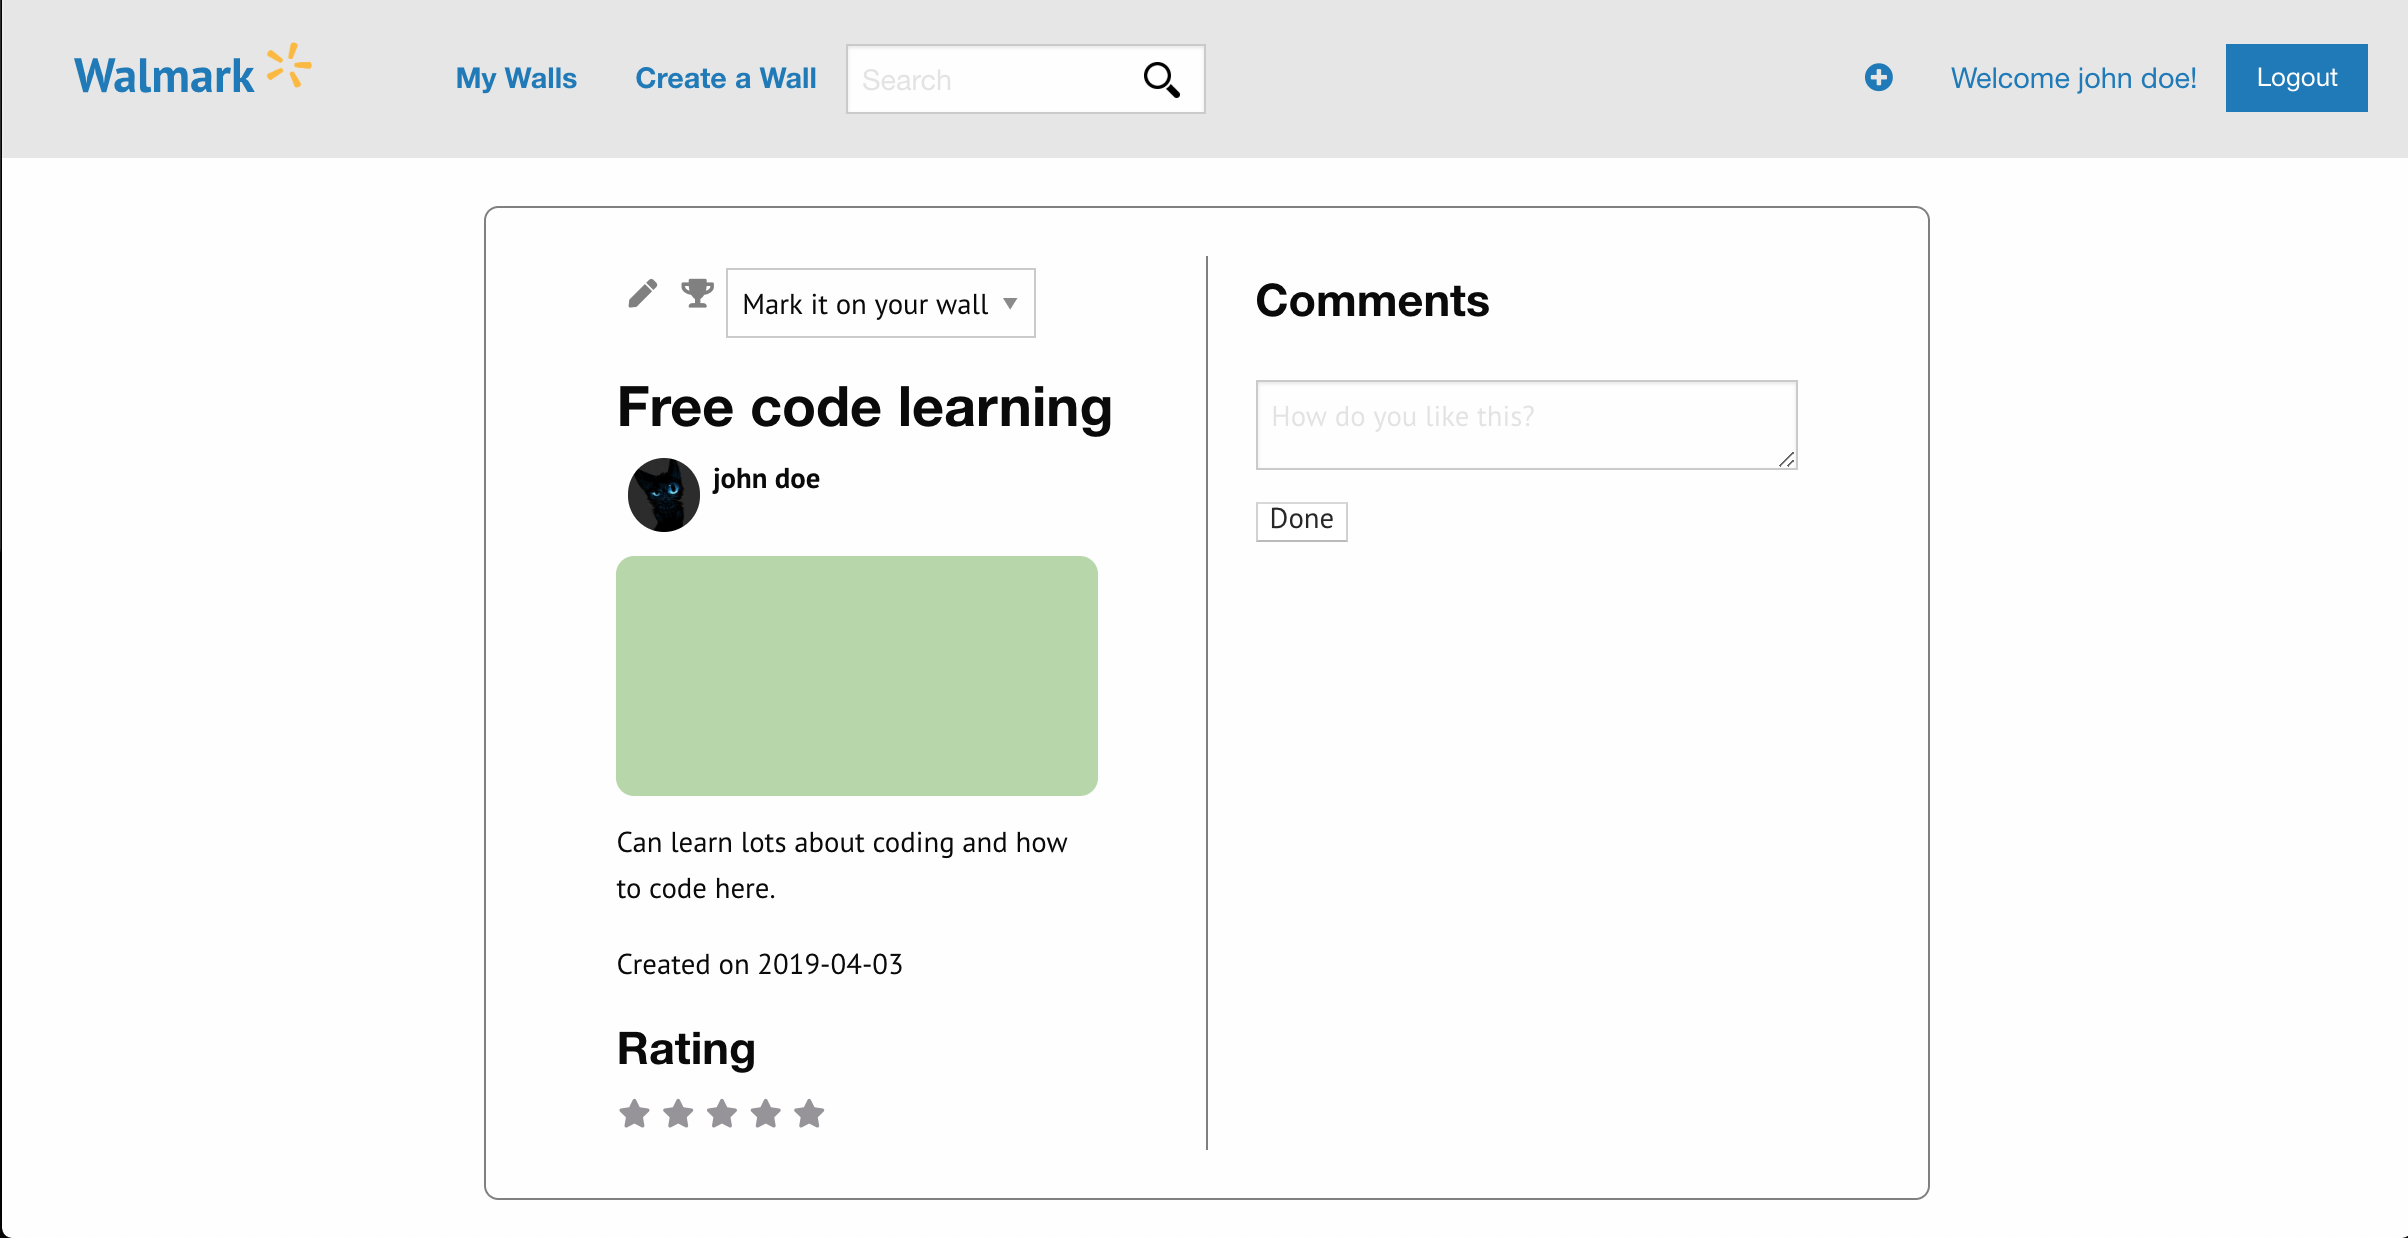 Walmark
My Walls
Create a Wall
Search
Welcome john doe!
Logout
Mark it on your wall
Free code learning
john doe
Can learn lots about coding and how
to code here.
Created on 2019-04-03
Rating
Comments
How do you like this?
Done